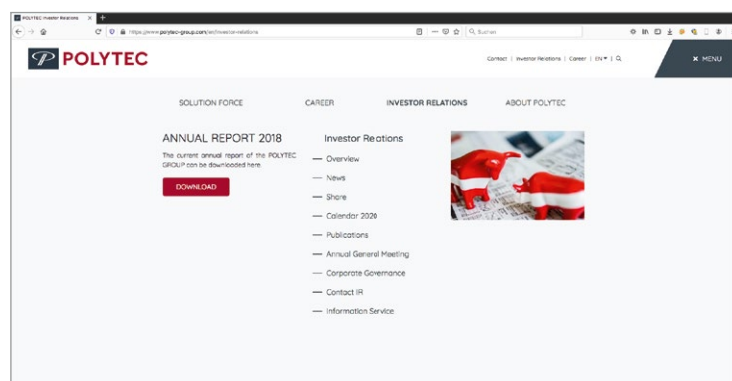 POLYTEC Investor Relations
https://www.polytec-group.com/en/investor-relations
Suchen
POLYTEC
Contact | Investor Relations | Career | EN
MENU
SOLUTION FORCE
CAREER
INVESTOR RELATIONS
ABOUT POLYTEC
ANNUAL REPORT 2018
The current annual report of the POLYTEC
GROUP can be downloaded here.
DOWNLOAD
Investor Relations
Overview
News
Share
Calendar 2020
Publications
Annual General Meeting
Corporate Governance
Contact IR
Information Service